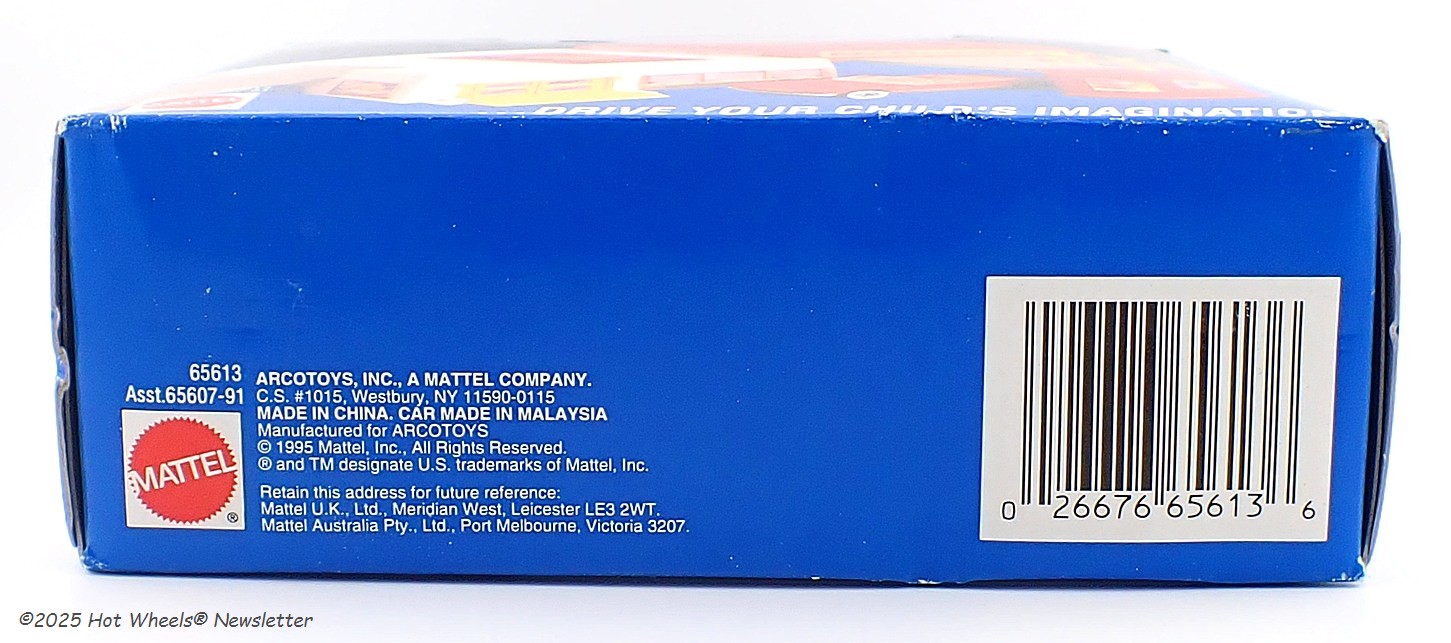 DRIVE YOUR CHILD'S IMAGINATIO
65613
Asst.65607-91
ARCOTOYS, INC., A MATTEL COMPANY.
C.S. #1015, Westbury, NY 11590-0115
MADE IN CHINA. CAR MADE IN MALAYSIA
Manufactured for ARCOTOYS
© 1995 Mattel, Inc., All Rights Reserved.
® and TM designate U.S. trademarks of Mattel, Inc.
MATTEL
®
Retain this address for future reference:
Mattel U.K., Ltd., Meridian West, Leicester LE3 2WT.
Mattel Australia Pty., Ltd., Port Melbourne, Victoria 3207.
0 26676 65613 6
©2025 Hot Wheels® Newsletter